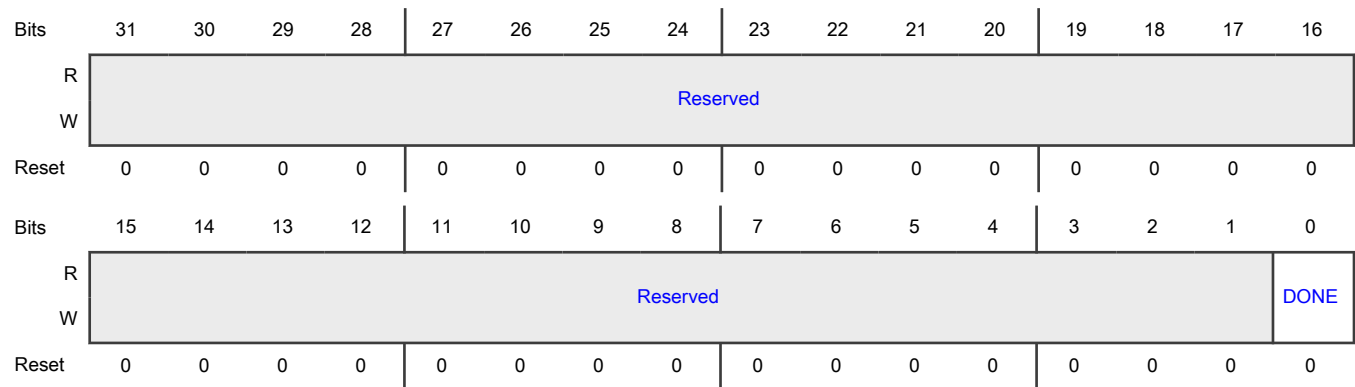 Bits 31 30 29 28 27 26 25 24 23 22 21 20 19 18 17 16
R
Reserved
W
Reset 0 0 0 0 0 0 0 0 0 0 0 0 0 0 0 0
Bits 15 14 13 12 11 10 9 8 7 6 5 4 3 2 1 0
R
Reserved DONE
W
Reset 0 0 0 0 0 0 0 0 0 0 0 0 0 0 0 0